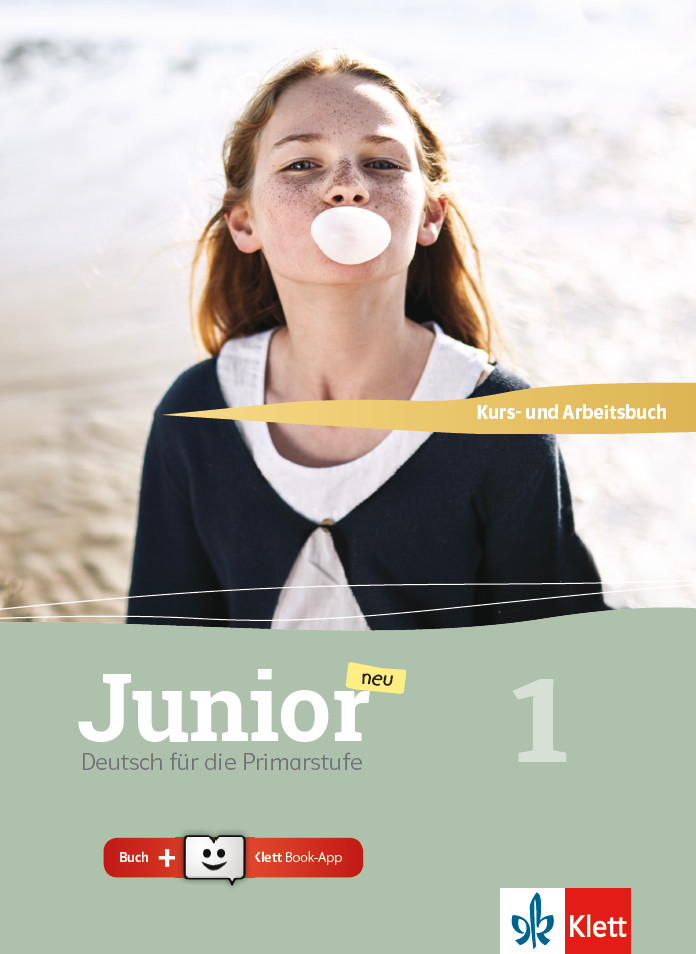 Kurs- und Arbeitsbuch
neu
Junior
1
Deutsch für die Primarstufe
Buch + Klett Book-App
Klett